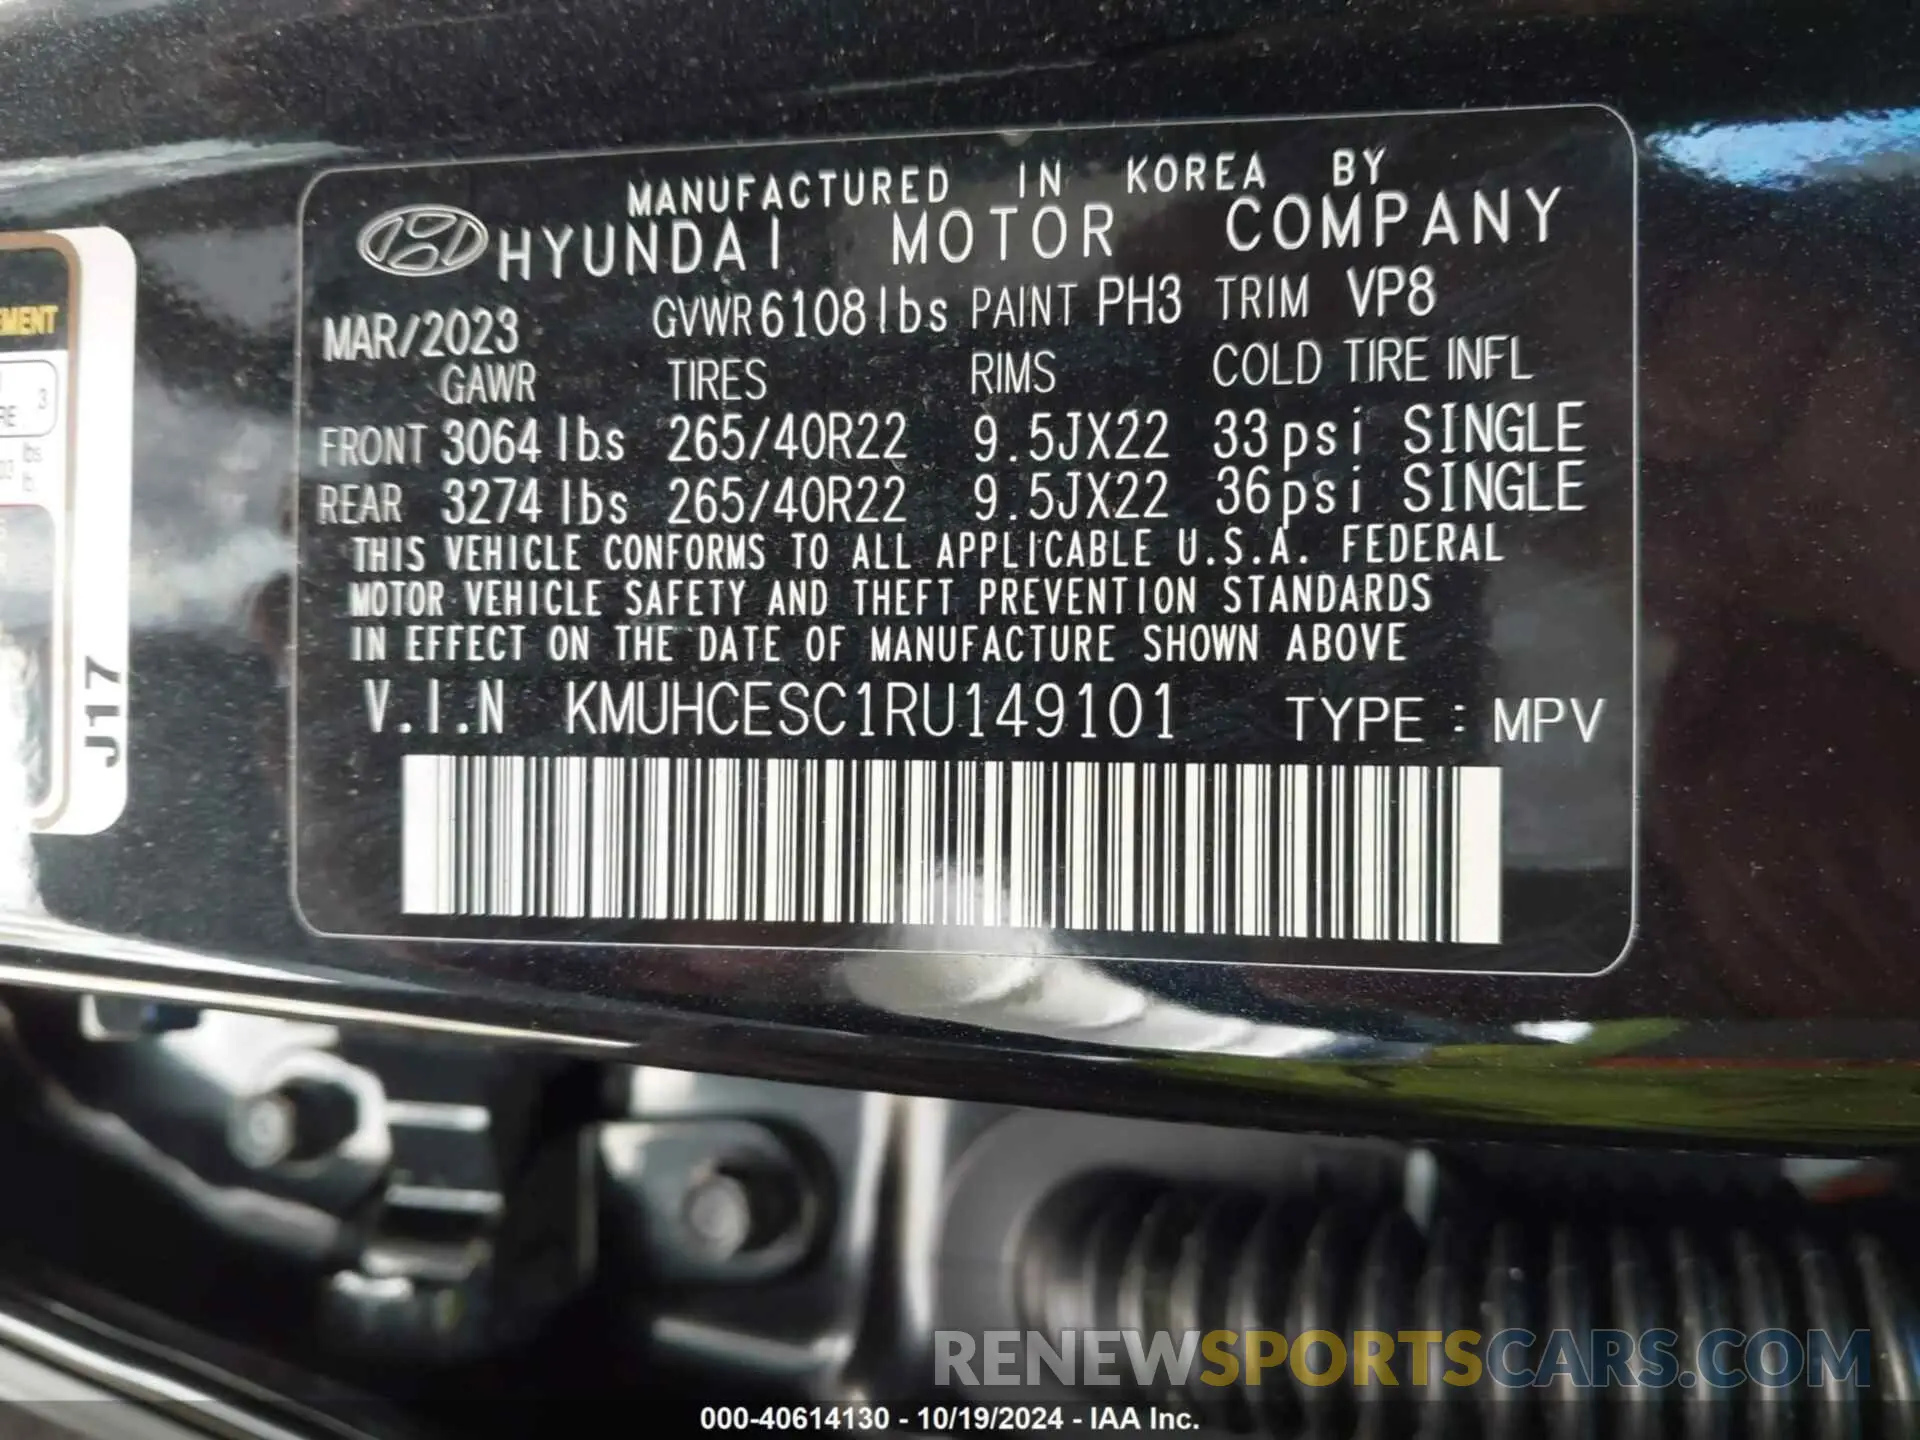 MANUFACTURED IN KOREA BY
HYUNDAI MOTOR COMPANY
MAR/2023 GVWR 6108lbs PAINT PH3 TRIM VP8
GAWR TIRES RIMS COLD TIRE INFL
FRONT 3064 lbs 265/40R22 9.5JX22 33psi SINGLE
REAR 3274 lbs 265/40R22 9.5JX22 36psi SINGLE
THIS VEHICLE CONFORMS TO ALL APPLICABLE U.S.A. FEDERAL
MOTOR VEHICLE SAFETY AND THEFT PREVENTION STANDARDS
IN EFFECT ON THE DATE OF MANUFACTURE SHOWN ABOVE
V.I.N KMUHCESC1RU149101 TYPE : MPV
J17
RENEWSPORTSCARS.COM
000-40614130 - 10/19/2024 - IAA Inc.